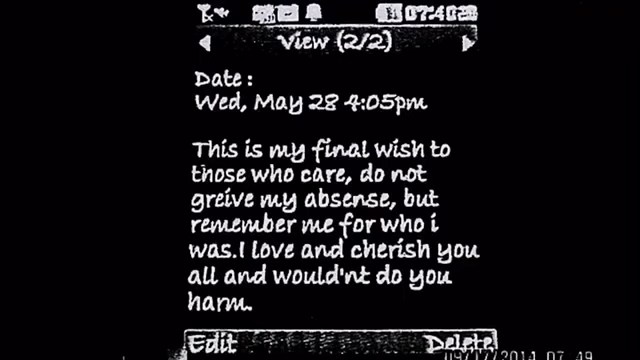 View (2/2)
Date :
Wed, May 28 4:05pm
This is my final wish to
those who care, do not
greive my absense, but
remember me for who i
was.I love and cherish you
all and would'nt do you
harm.
Edit Delete